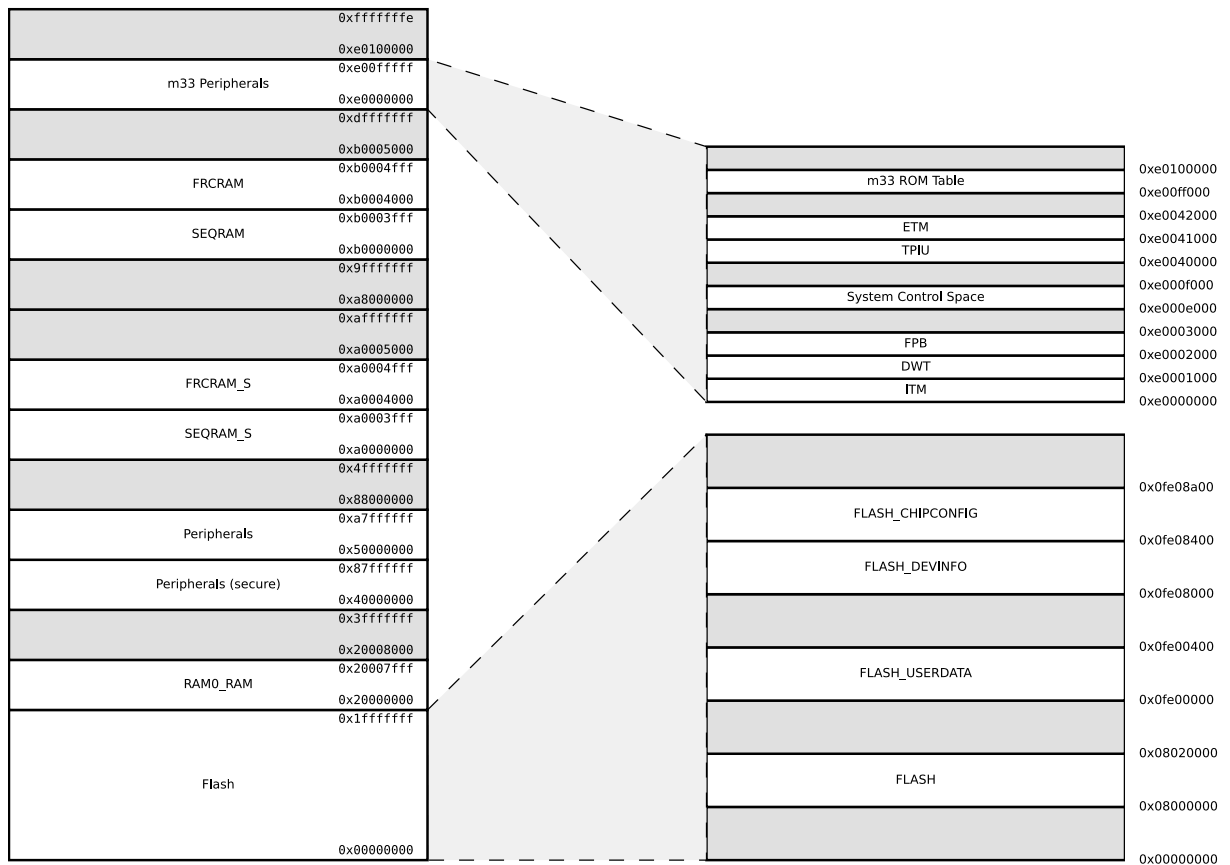 0xfffffffe
0xe0100000
0xe00fffff
m33 Peripherals
0xe0000000
0xdfffffff
0xb0005000
0xb0004fff
FRCRAM
0xb0004000
0xb0003fff
SEQRAM
0xb0000000
0x9fffffff
0xa8000000
0xafffffff
0xa0005000
0xa0004fff
FRCRAM_S
0xa0004000
0xa0003fff
SEQRAM_S
0xa0000000
0x4fffffff
0x88000000
0xa7ffffff
Peripherals
0x50000000
0x87ffffff
Peripherals (secure)
0x40000000
0x3fffffff
0x20008000
0x20007fff
RAM0_RAM
0x20000000
0x1fffffff
Flash
0x00000000
0xe0100000
m33 ROM Table
0xe00ff000
0xe0042000
ETM
0xe0041000
TPIU
0xe0040000
0xe000f000
System Control Space
0xe000e000
0xe0003000
FPB
0xe0002000
DWT
0xe0001000
ITM
0xe0000000
0x0fe08a00
FLASH_CHIPCONFIG
0x0fe08400
FLASH_DEVINFO
0x0fe08000
0x0fe00400
FLASH_USERDATA
0x0fe00000
0x08020000
FLASH
0x08000000
0x00000000